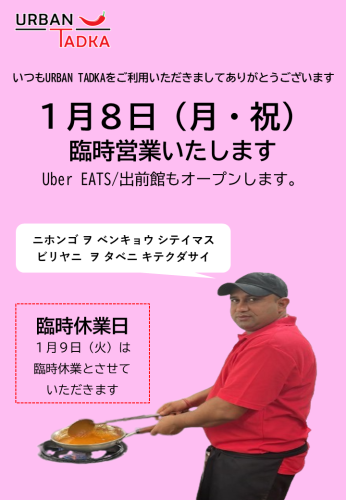 URBAN
TADKA
いつもURBAN TADKAをご利用いただきましてありがとうございます
1月8日（月・祝）
臨時営業いたします
Uber EATS/出前館もオープンします。
ニホンゴ ヲ ベンキョウ シテイマス
ビリヤニ ヲ タベニ キテクダサイ
臨時休業日
1月9日（火）は
臨時休業とさせて
いただきます